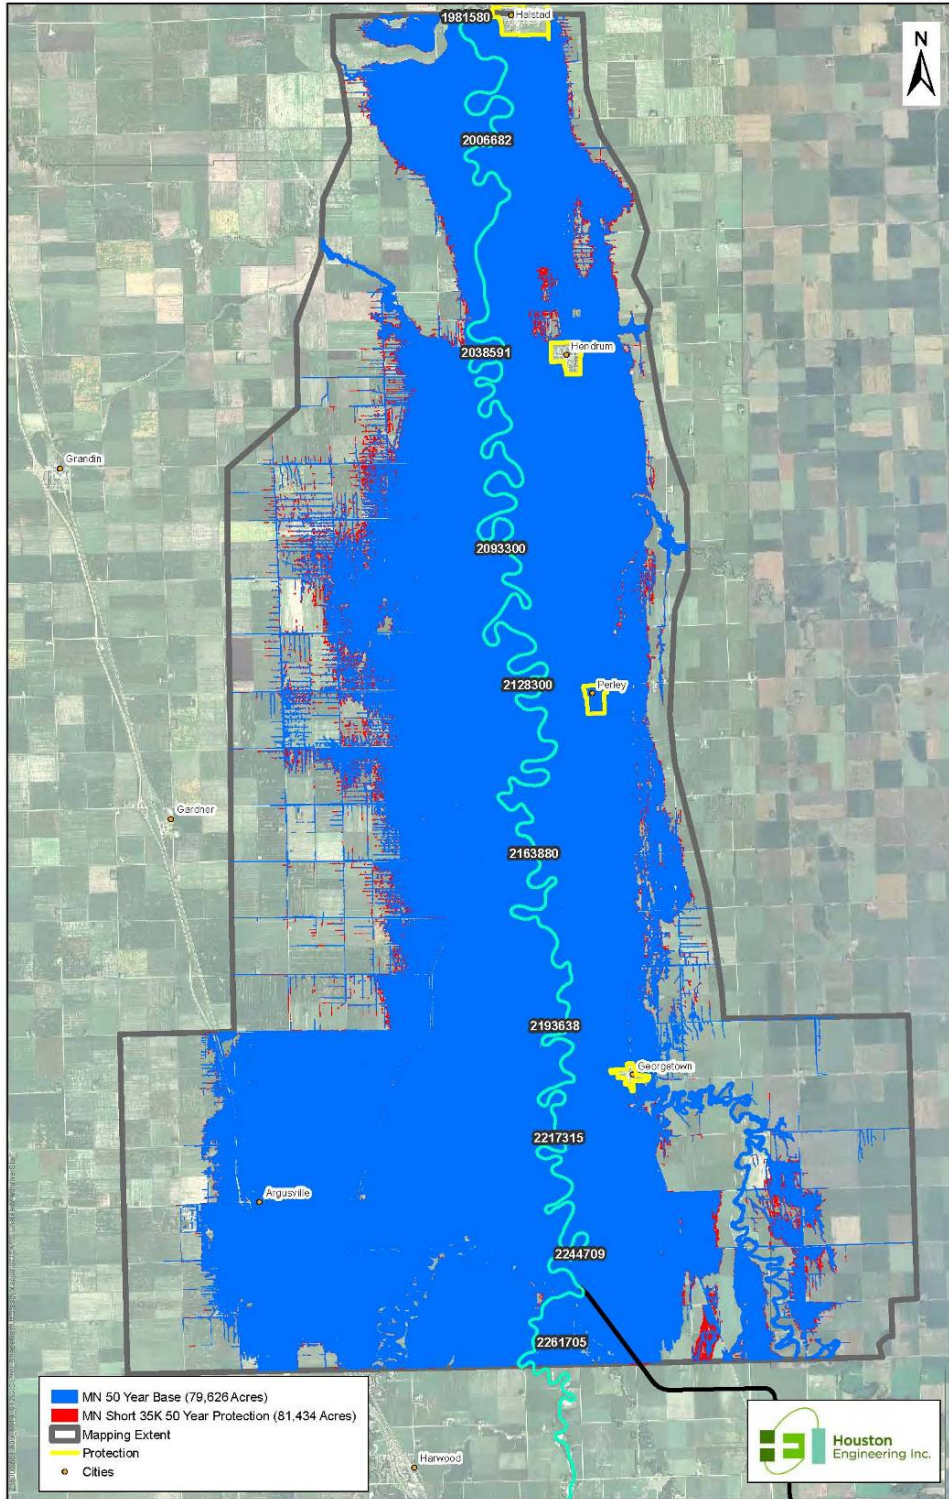 1981580
Halstad
N
2006682
2038591
Hendrum
Grandin
2093300
2128300
Perley
Gardner
2163880
2193638
Georgetown
2217315
Argusville
2244709
2261705
MN 50 Year Base (79,626 Acres)
MN Short 35K 50 Year Protection (81,434 Acres)
Mapping Extent
Protection
Cities
Harwood
Houston
Engineering Inc.